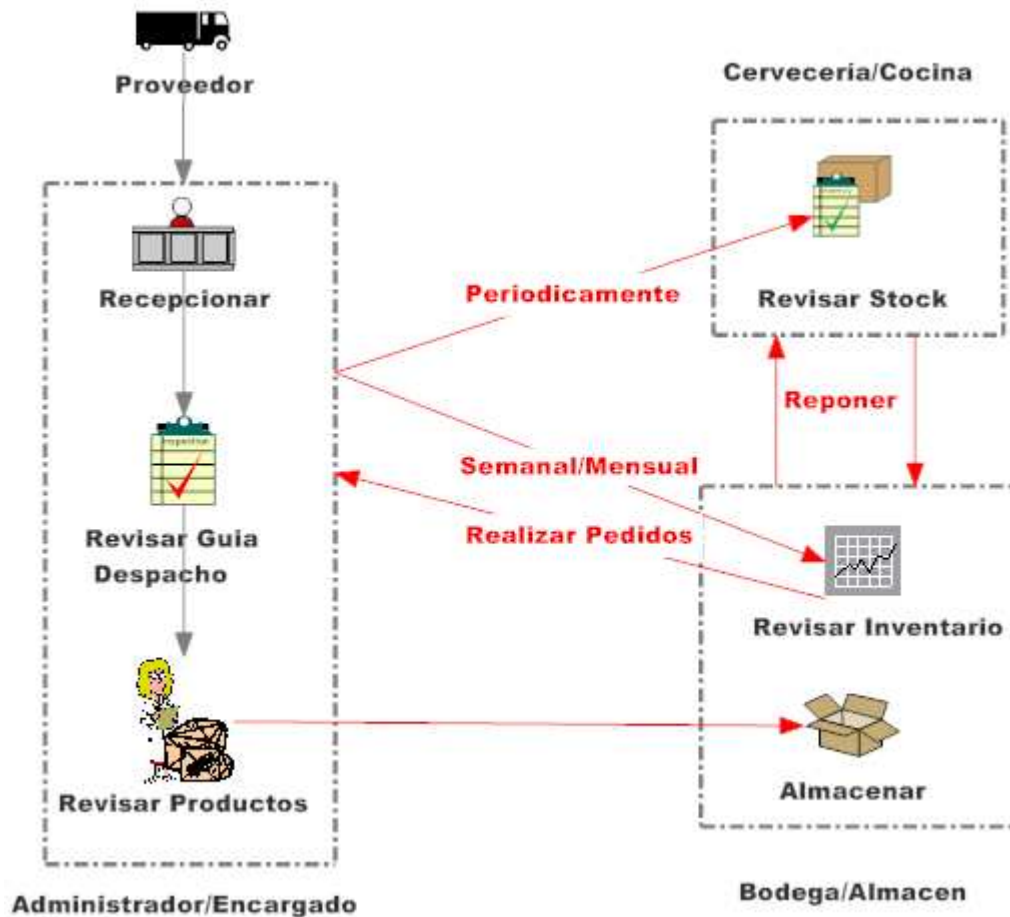 Proveedor
Cervecería/Cocina
Recepcionar
Periodicamente
Revisar Stock
Reponer
Semanal/Mensual
Realizar Pedidos
Revisar Guia
Despacho
Revisar Inventario
Revisar Productos
Almacenar
Administrador/Encargado
Bodega/Almacen